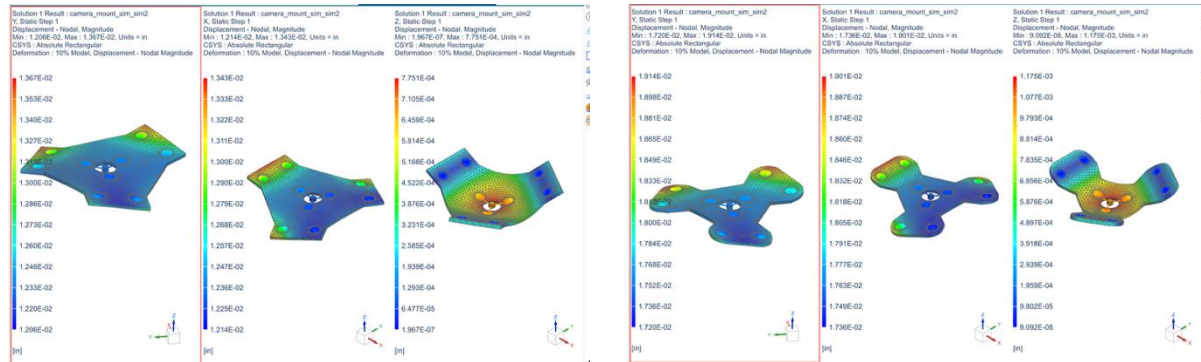 Solution 1 Result : camera_mount_sim_sim2
Y, Static Step 1
Displacement - Nodal, Magnitude
Min : 1.206E-02, Max : 1.367E-02, Units = in
CSYS : Absolute Rectangular
Deformation : 10% Model, Displacement - Nodal Magnitude
1.367E-02
1.353E-02
1.340E-02
1.327E-02
1.313E-02
1.300E-02
1.286E-02
1.273E-02
1.260E-02
1.246E-02
1.233E-02
1.220E-02
1.206E-02
[in]
Solution 1 Result : camera_mount_sim_sim2
X, Static Step 1
Displacement - Nodal, Magnitude
Min : 1.214E-02, Max : 1.343E-02, Units = in
CSYS : Absolute Rectangular
Deformation : 10% Model, Displacement - Nodal Magnitude
1.343E-02
1.332E-02
1.322E-02
1.311E-02
1.300E-02
1.290E-02
1.279E-02
1.268E-02
1.257E-02
1.247E-02
1.236E-02
1.225E-02
1.214E-02
[in]
Solution 1 Result : camera_mount_sim_sim2
Z, Static Step 1
Displacement - Nodal, Magnitude
Min : 1.967E-07, Max : 7.751E-04, Units = in
CSYS : Absolute Rectangular
Deformation : 10% Model, Displacement - Nodal Magnitude
7.751E-04
7.105E-04
6.459E-04
5.814E-04
5.168E-04
4.522E-04
3.876E-04
3.231E-04
2.585E-04
1.939E-04
1.293E-04
6.477E-05
1.967E-07
[in]
Solution 1 Result : camera_mount_sim_sim2
Y, Static Step 1
Displacement - Nodal, Magnitude
Min : 1.720E-02, Max : 1.914E-02, Units = in
CSYS : Absolute Rectangular
Deformation : 10% Model, Displacement - Nodal Magnitude
1.914E-02
1.898E-02
1.881E-02
1.865E-02
1.849E-02
1.833E-02
1.817E-02
1.800E-02
1.784E-02
1.768E-02
1.752E-02
1.736E-02
1.720E-02
[in]
Solution 1 Result : camera_mount_sim_sim2
X, Static Step 1
Displacement - Nodal, Magnitude
Min : 1.736E-02, Max : 1.901E-02, Units = in
CSYS : Absolute Rectangular
Deformation : 10% Model, Displacement - Nodal Magnitude
1.901E-02
1.887E-02
1.874E-02
1.860E-02
1.846E-02
1.832E-02
1.818E-02
1.805E-02
1.791E-02
1.777E-02
1.763E-02
1.749E-02
1.736E-02
[in]
Solution 1 Result : camera_mount_sim_sim2
Z, Static Step 1
Displacement - Nodal, Magnitude
Min : 9.092E-08, Max : 1.175E-03, Units = in
CSYS : Absolute Rectangular
Deformation : 10% Model, Displacement - Nodal Magnitude
1.175E-03
1.077E-03
9.793E-04
8.814E-04
7.835E-04
6.856E-04
5.876E-04
4.897E-04
3.918E-04
2.939E-04
1.960E-04
9.802E-05
9.092E-08
[in]